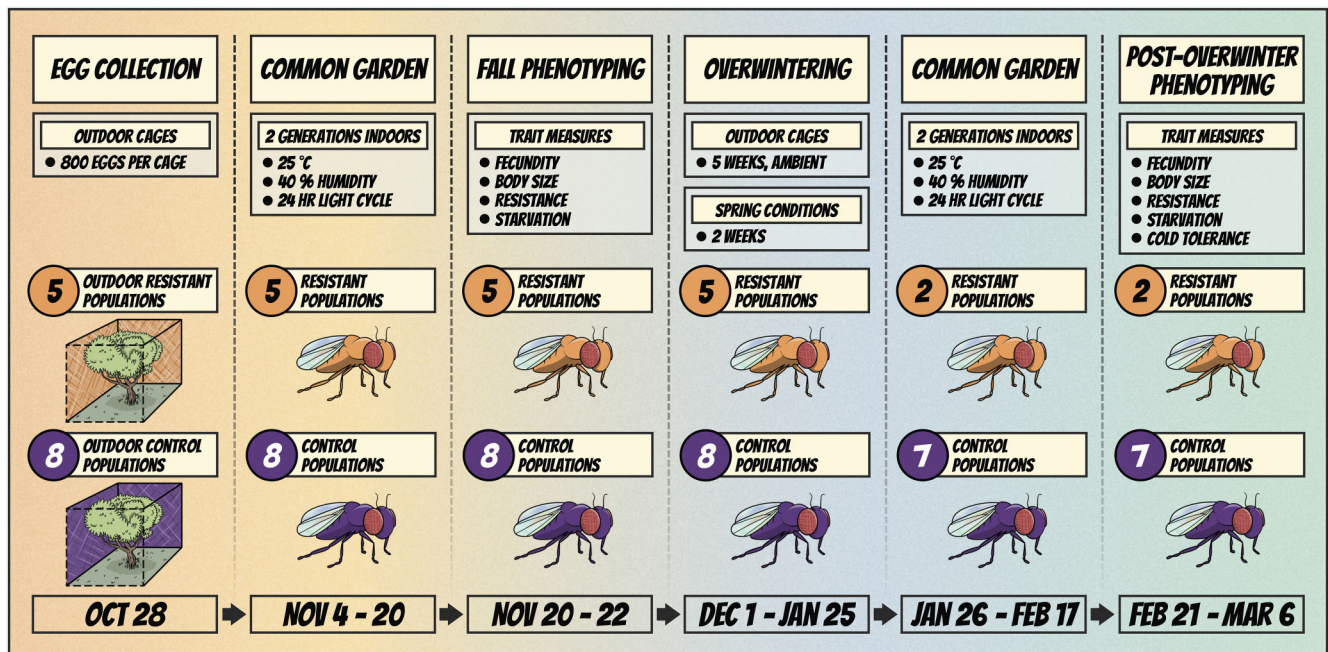 EGG COLLECTION
OUTDOOR CAGES
● 800 EGGS PER CAGE
5
OUTDOOR RESISTANT
POPULATIONS
8
OUTDOOR CONTROL
POPULATIONS
OCT 28
COMMON GARDEN
2 GENERATIONS INDOORS
● 25 °C
● 40 % HUMIDITY
● 24 HR LIGHT CYCLE
5
RESISTANT
POPULATIONS
8
CONTROL
POPULATIONS
NOV 4 - 20
FALL PHENOTYPING
TRAIT MEASURES
● FECUNDITY
● BODY SIZE
● RESISTANCE
● STARVATION
5
RESISTANT
POPULATIONS
8
CONTROL
POPULATIONS
NOV 20 - 22
OVERWINTERING
OUTDOOR CAGES
● 5 WEEKS, AMBIENT
SPRING CONDITIONS
● 2 WEEKS
5
RESISTANT
POPULATIONS
8
CONTROL
POPULATIONS
DEC 1 - JAN 25
COMMON GARDEN
2 GENERATIONS INDOORS
● 25 °C
● 40 % HUMIDITY
● 24 HR LIGHT CYCLE
2
RESISTANT
POPULATIONS
7
CONTROL
POPULATIONS
JAN 26 - FEB 17
POST-OVERWINTER
PHENOTYPING
TRAIT MEASURES
● FECUNDITY
● BODY SIZE
● RESISTANCE
● STARVATION
● COLD TOLERANCE
2
RESISTANT
POPULATIONS
7
CONTROL
POPULATIONS
FEB 21 - MAR 6